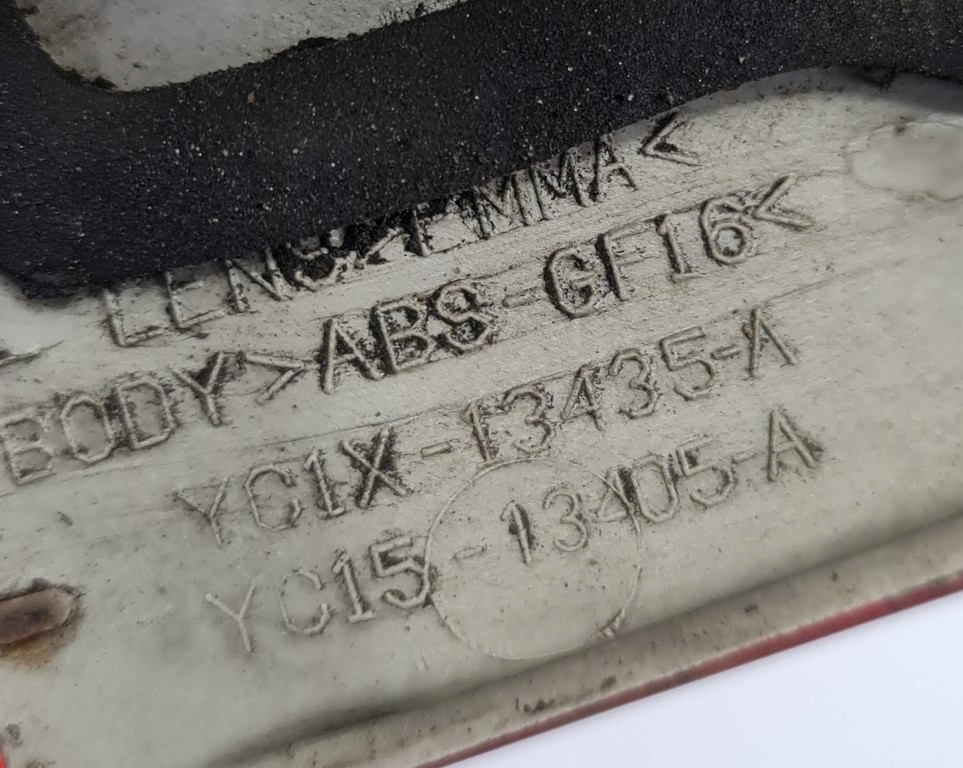 LENS>PMMA<
BODY>ABS-GF16<
YC1X-13435-A
YC15-13405-A